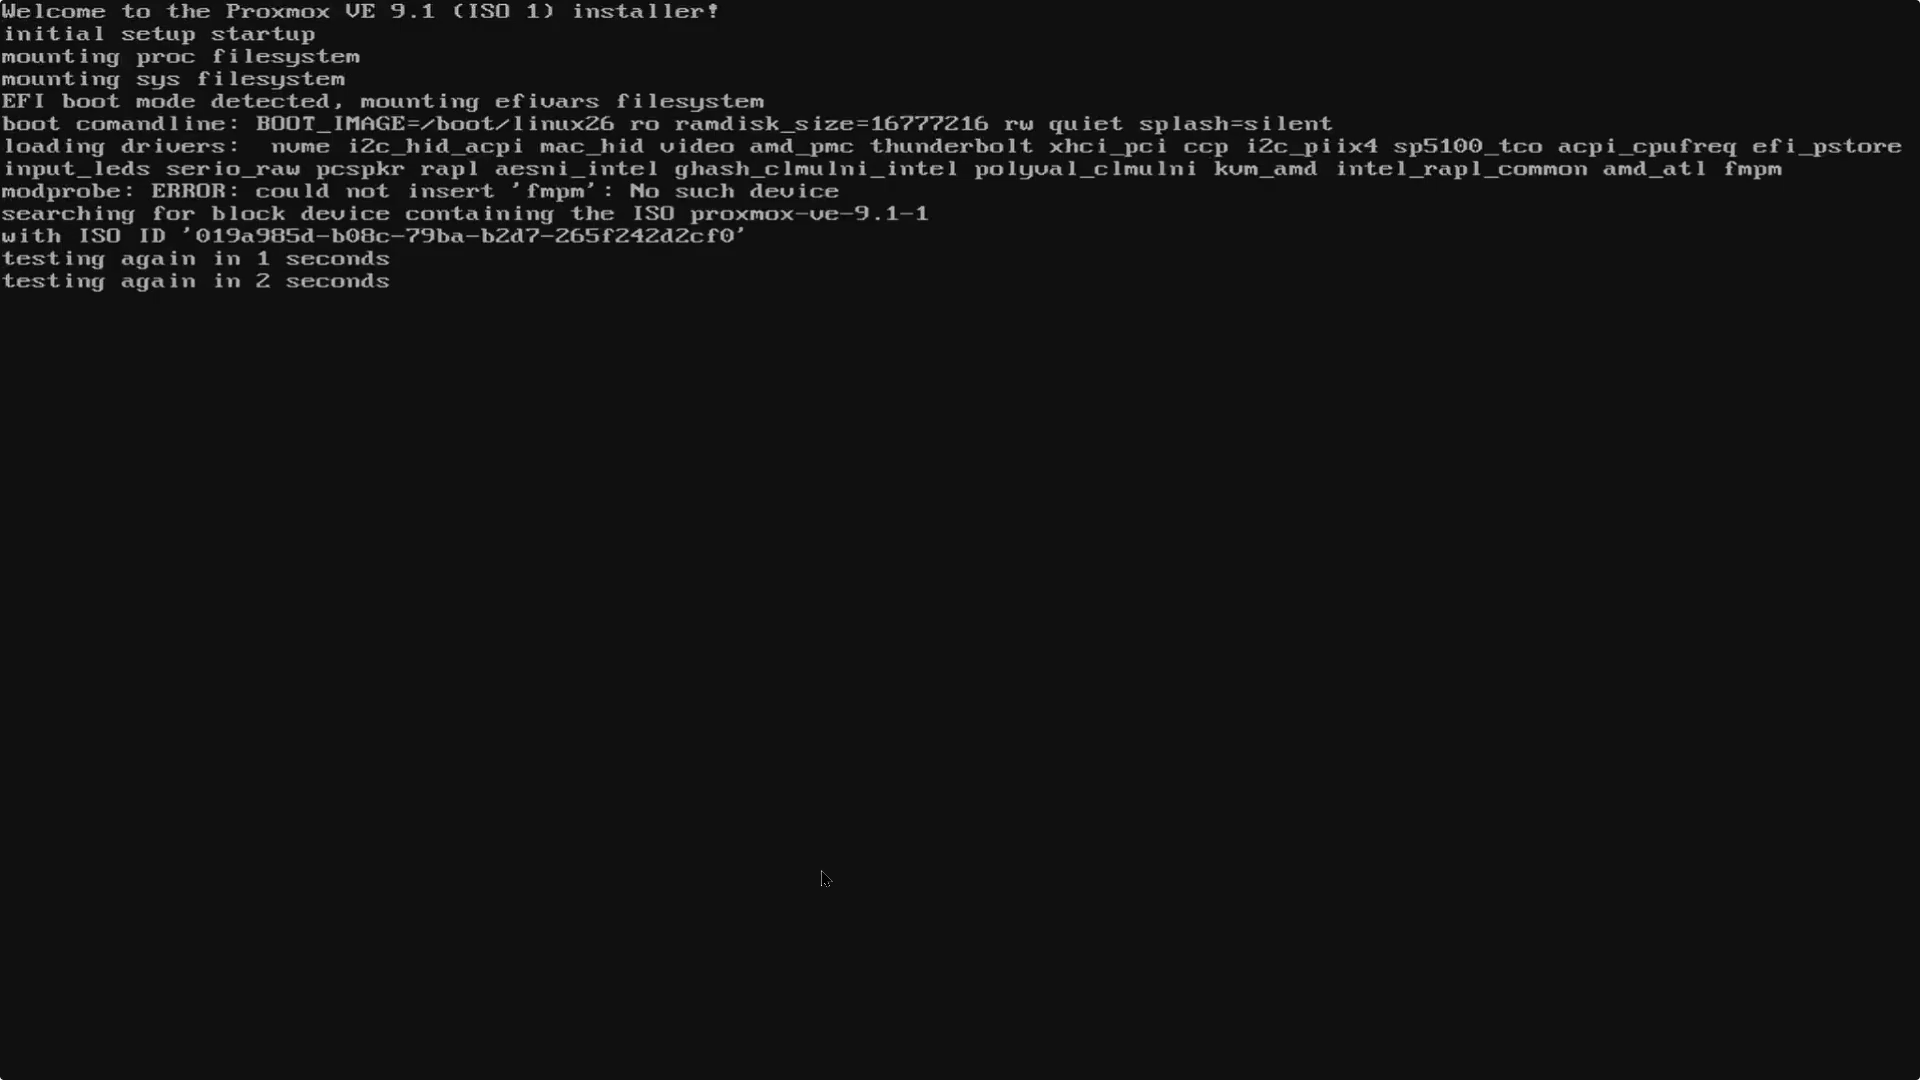 Welcome to the Proxmox VE 9.1 (ISO 1) installer!
initial setup startup
mounting proc filesystem
mounting sys filesystem
EFI boot mode detected, mounting efivars filesystem
boot comandline: BOOT_IMAGE=/boot/linux26 ro ramdisk_size=16777216 rw quiet splash=silent
loading drivers:  nvme i2c_hid_acpi mac_hid video amd_pmc thunderbolt xhci_pci ccp i2c_piix4 sp5100_tco acpi_cpufreq efi_pstore
input_leds serio_raw pcspkr rapl aesni_intel ghash_clmulni_intel polyval_clmulni kvm_amd intel_rapl_common amd_atl fmpm
modprobe: ERROR: could not insert 'fmpm': No such device
searching for block device containing the ISO proxmox-ve-9.1-1
with ISO ID '019a985d-b08c-79ba-b2d7-265f242d2cf0'
testing again in 1 seconds
testing again in 2 seconds